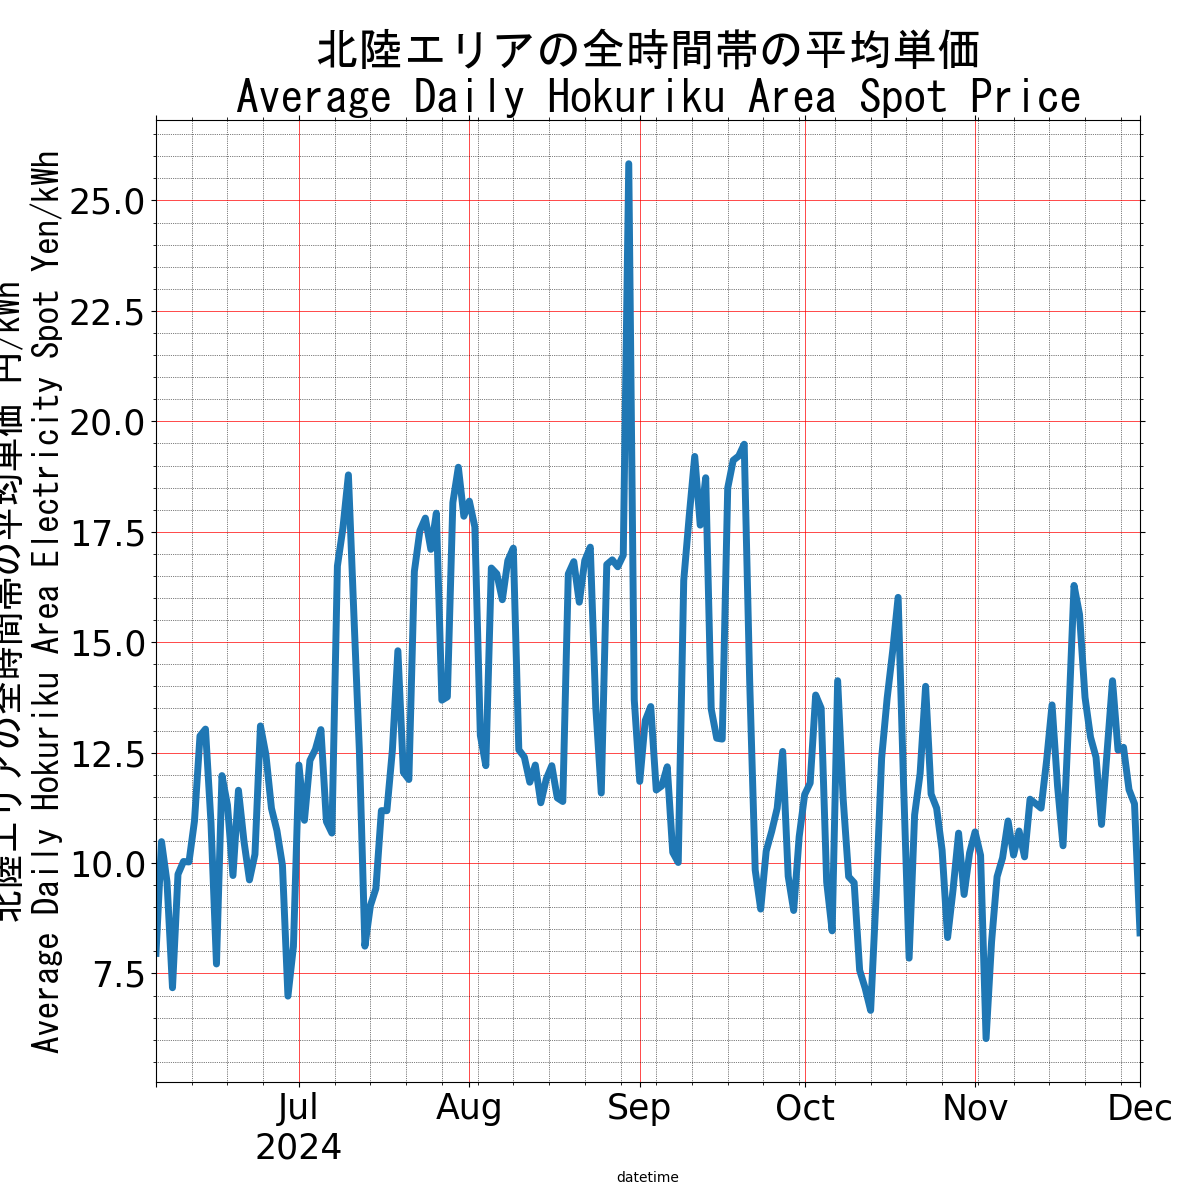 北陸エリアの全時間帯の平均単価
Average Daily Hokuriku Area Spot Price
北陸エリアの全時間帯の平均単価 円/kWh
Average Daily Hokuriku Area Electricity Spot Yen/kWh
25.0
22.5
20.0
17.5
15.0
12.5
10.0
7.5
Jul
2024
Aug
Sep
Oct
Nov
Dec
datetime